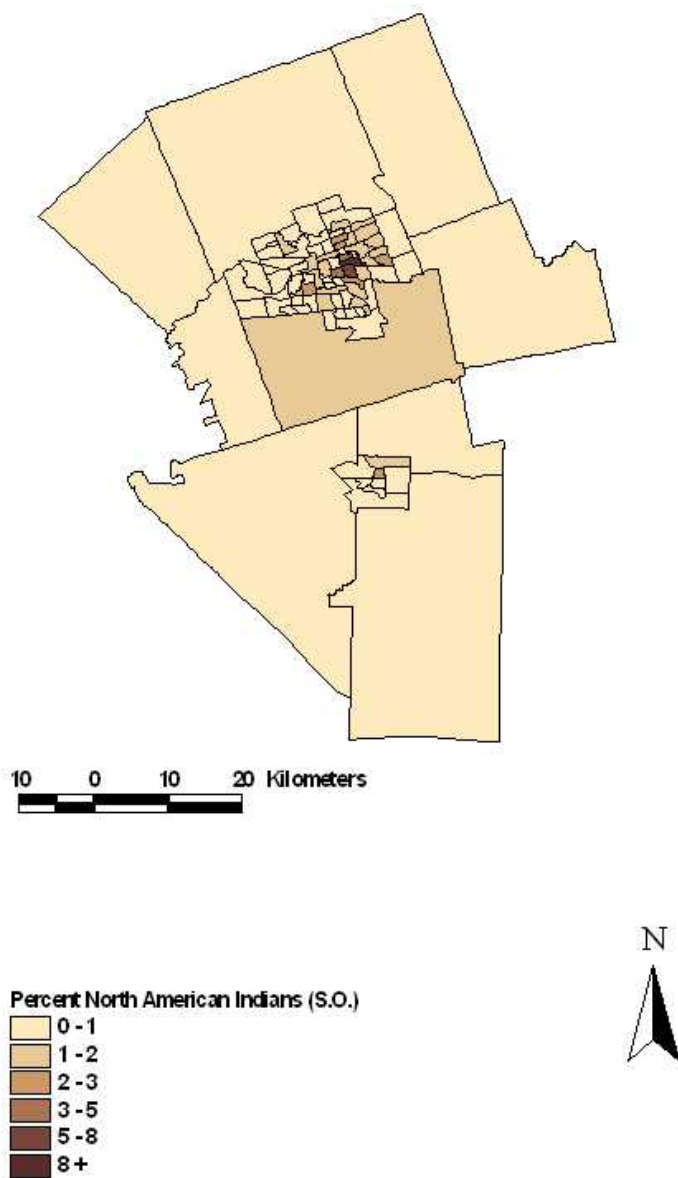 10 0 10 20 Kilometers
N
Percent North American Indians (S.O.)
0 - 1
1 - 2
2 - 3
3 - 5
5 - 8
8 +